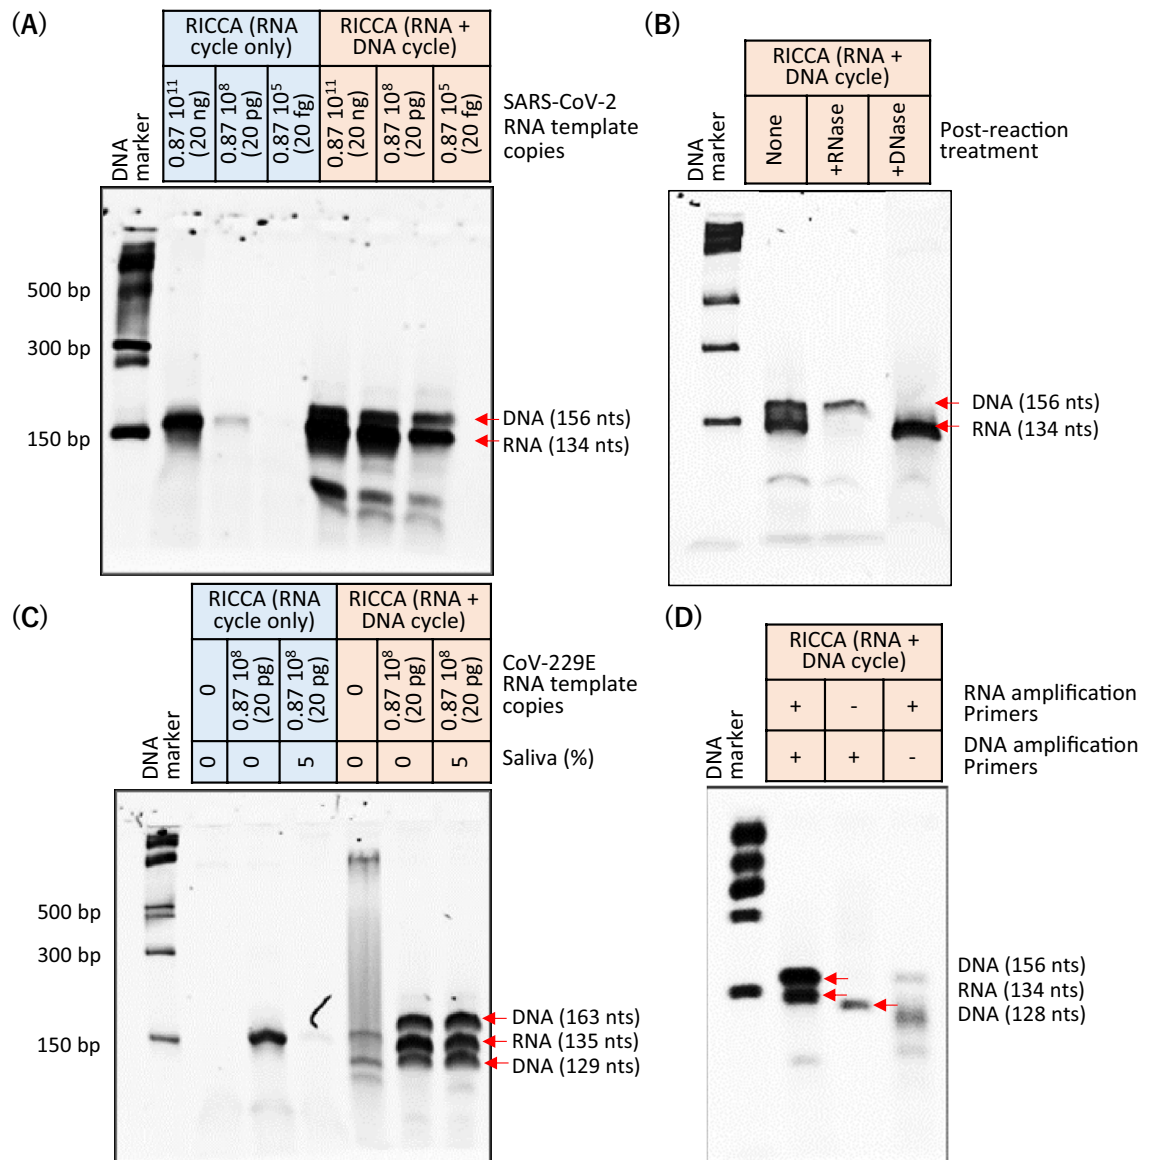 (A)
RICCA (RNA
cycle only)
RICCA (RNA +
DNA cycle)
DNA
marker
0.87 10¹¹
(20 ng)
0.87 10⁸
(20 pg)
0.87 10⁵
(20 fg)
0.87 10¹¹
(20 ng)
0.87 10⁸
(20 pg)
0.87 10⁵
(20 fg)
SARS-CoV-2
RNA template
copies
500 bp
300 bp
150 bp
DNA (156 nts)
RNA (134 nts)
(B)
RICCA (RNA +
DNA cycle)
DNA
marker
None
+RNase
+DNase
Post-reaction
treatment
DNA (156 nts)
RNA (134 nts)
(C)
RICCA (RNA
cycle only)
RICCA (RNA +
DNA cycle)
DNA
marker
0
0.87 10⁸
(20 pg)
0.87 10⁸
(20 pg)
0
0.87 10⁸
(20 pg)
0.87 10⁸
(20 pg)
CoV-229E
RNA template
copies
0
0
5
0
0
5
Saliva (%)
500 bp
300 bp
150 bp
DNA (163 nts)
RNA (135 nts)
DNA (129 nts)
(D)
RICCA (RNA +
DNA cycle)
DNA
marker
+ - +
RNA amplification
Primers
+ + -
DNA amplification
Primers
DNA (156 nts)
RNA (134 nts)
DNA (128 nts)